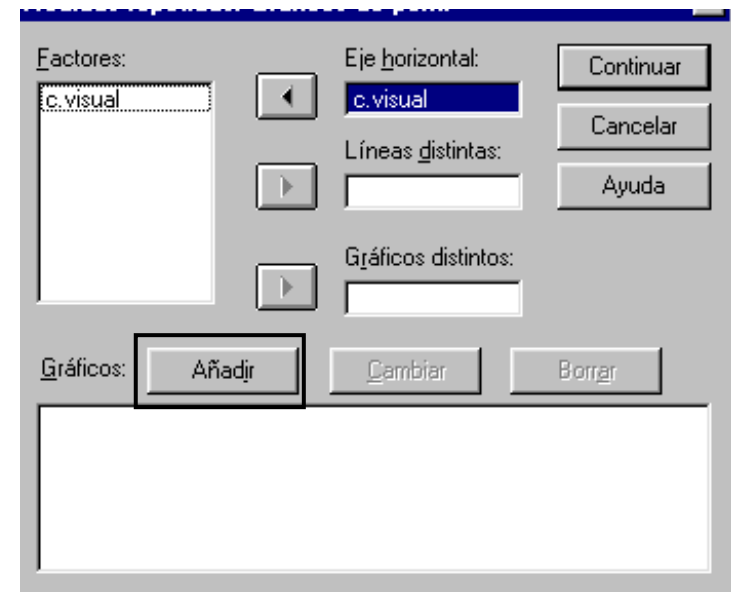 Factores:
c.visual
Eje horizontal:
c.visual
Líneas distintas:
Gráficos distintos:
Continuar
Cancelar
Ayuda
Gráficos:
Añadir
Cambiar
Borrar